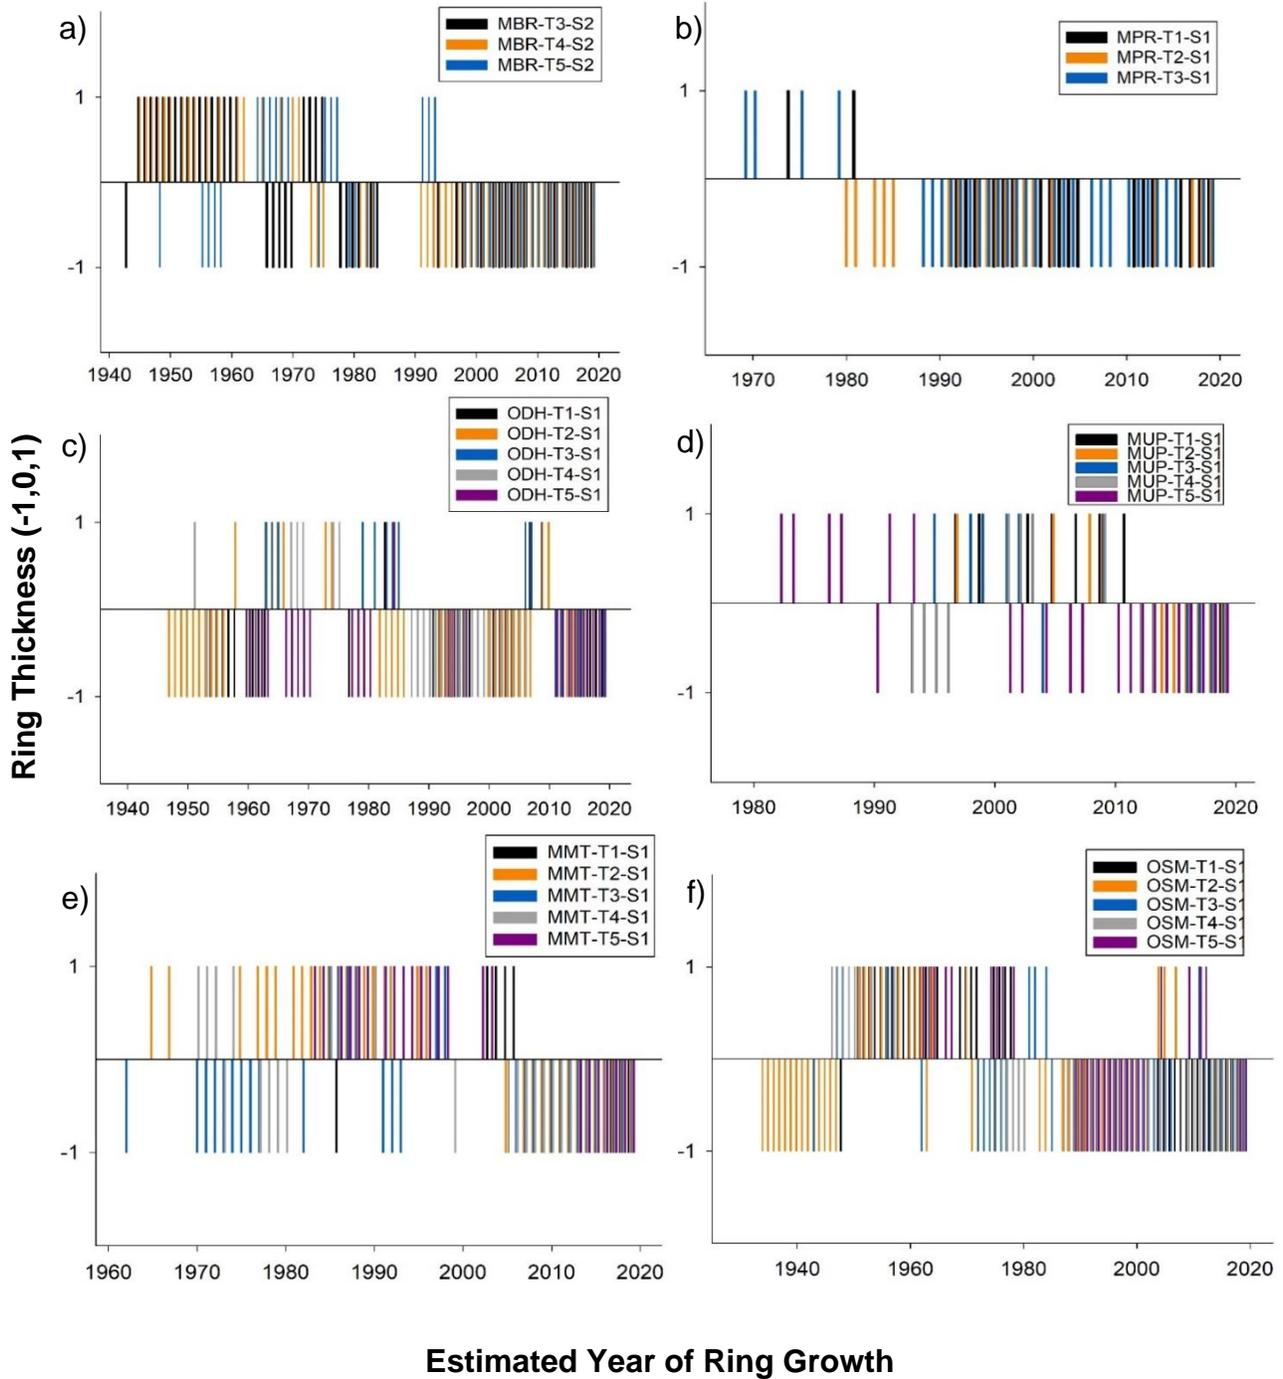 a)
MBR-T3-S2
MBR-T4-S2
MBR-T5-S2
1
-1
1940 1950 1960 1970 1980 1990 2000 2010 2020
b)
MPR-T1-S1
MPR-T2-S1
MPR-T3-S1
1
-1
1970 1980 1990 2000 2010 2020
Ring Thickness (-1,0,1)
c)
ODH-T1-S1
ODH-T2-S1
ODH-T3-S1
ODH-T4-S1
ODH-T5-S1
1
-1
1940 1950 1960 1970 1980 1990 2000 2010 2020
d)
MUP-T1-S1
MUP-T2-S1
MUP-T3-S1
MUP-T4-S1
MUP-T5-S1
1
-1
1980 1990 2000 2010 2020
e)
MMT-T1-S1
MMT-T2-S1
MMT-T3-S1
MMT-T4-S1
MMT-T5-S1
1
-1
1960 1970 1980 1990 2000 2010 2020
f)
OSM-T1-S1
OSM-T2-S1
OSM-T3-S1
OSM-T4-S1
OSM-T5-S1
1
-1
1940 1960 1980 2000 2020
Estimated Year of Ring Growth